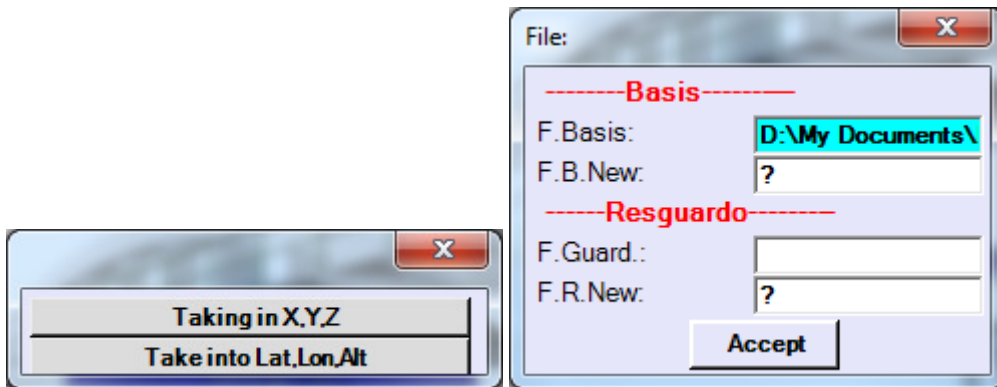 Taking in X,Y,Z
Take into Lat,Lon,Alt
File:
--------Basis---------
F.Basis: D:\My Documents\
F.B.New: ?
------Resguardo--------
F.Guard.:
F.R.New: ?
Accept